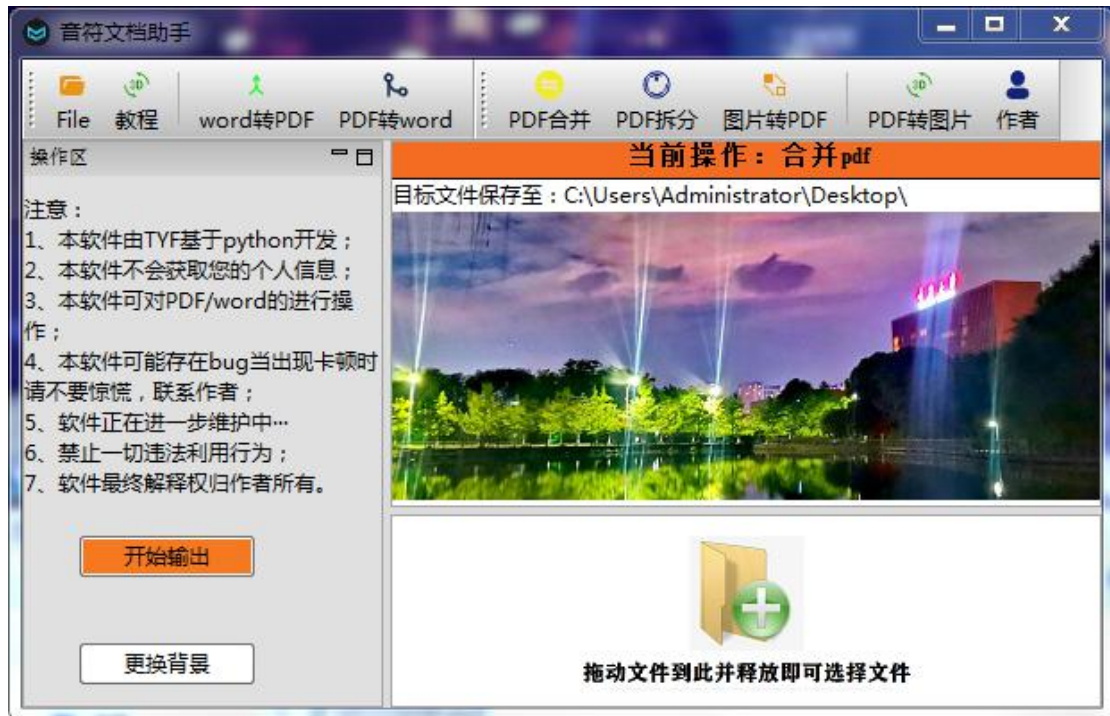 音符文档助手
File 教程 word转PDF PDF转word PDF合并 PDF拆分 图片转PDF PDF转图片 作者
操作区
当前操作：合并pdf
目标文件保存至：C:\Users\Administrator\Desktop\
注意：
1、本软件由TYF基于python开发；
2、本软件不会获取您的个人信息；
3、本软件可对PDF/word的进行操
作；
4、本软件可能存在bug当出现卡顿时
请不要惊慌，联系作者；
5、软件正在进一步维护中…
6、禁止一切违法利用行为；
7、软件最终解释权归作者所有。
开始输出
更换背景
拖动文件到此并释放即可选择文件